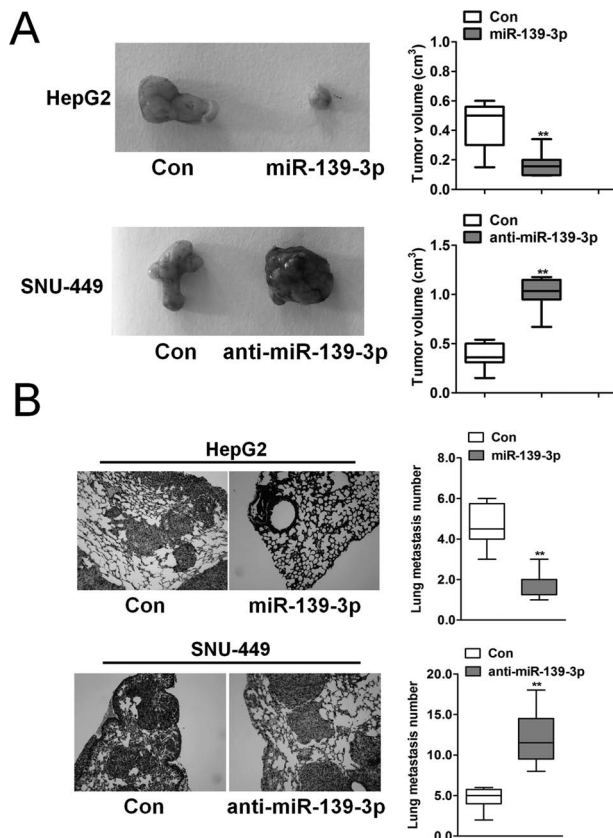 A
HepG2
Con
miR-139-3p
Con
miR-139-3p
Tumor volume (cm³)
0.8
0.6
0.4
0.2
0.0
**
SNU-449
Con
anti-miR-139-3p
Con
anti-miR-139-3p
Tumor volume (cm³)
1.5
1.0
0.5
0.0
**
B
HepG2
Con
miR-139-3p
Con
miR-139-3p
Lung metastasis number
8.0
6.0
4.0
2.0
0.0
**
SNU-449
Con
anti-miR-139-3p
Con
anti-miR-139-3p
Lung metastasis number
20.0
15.0
10.0
5.0
0.0
**